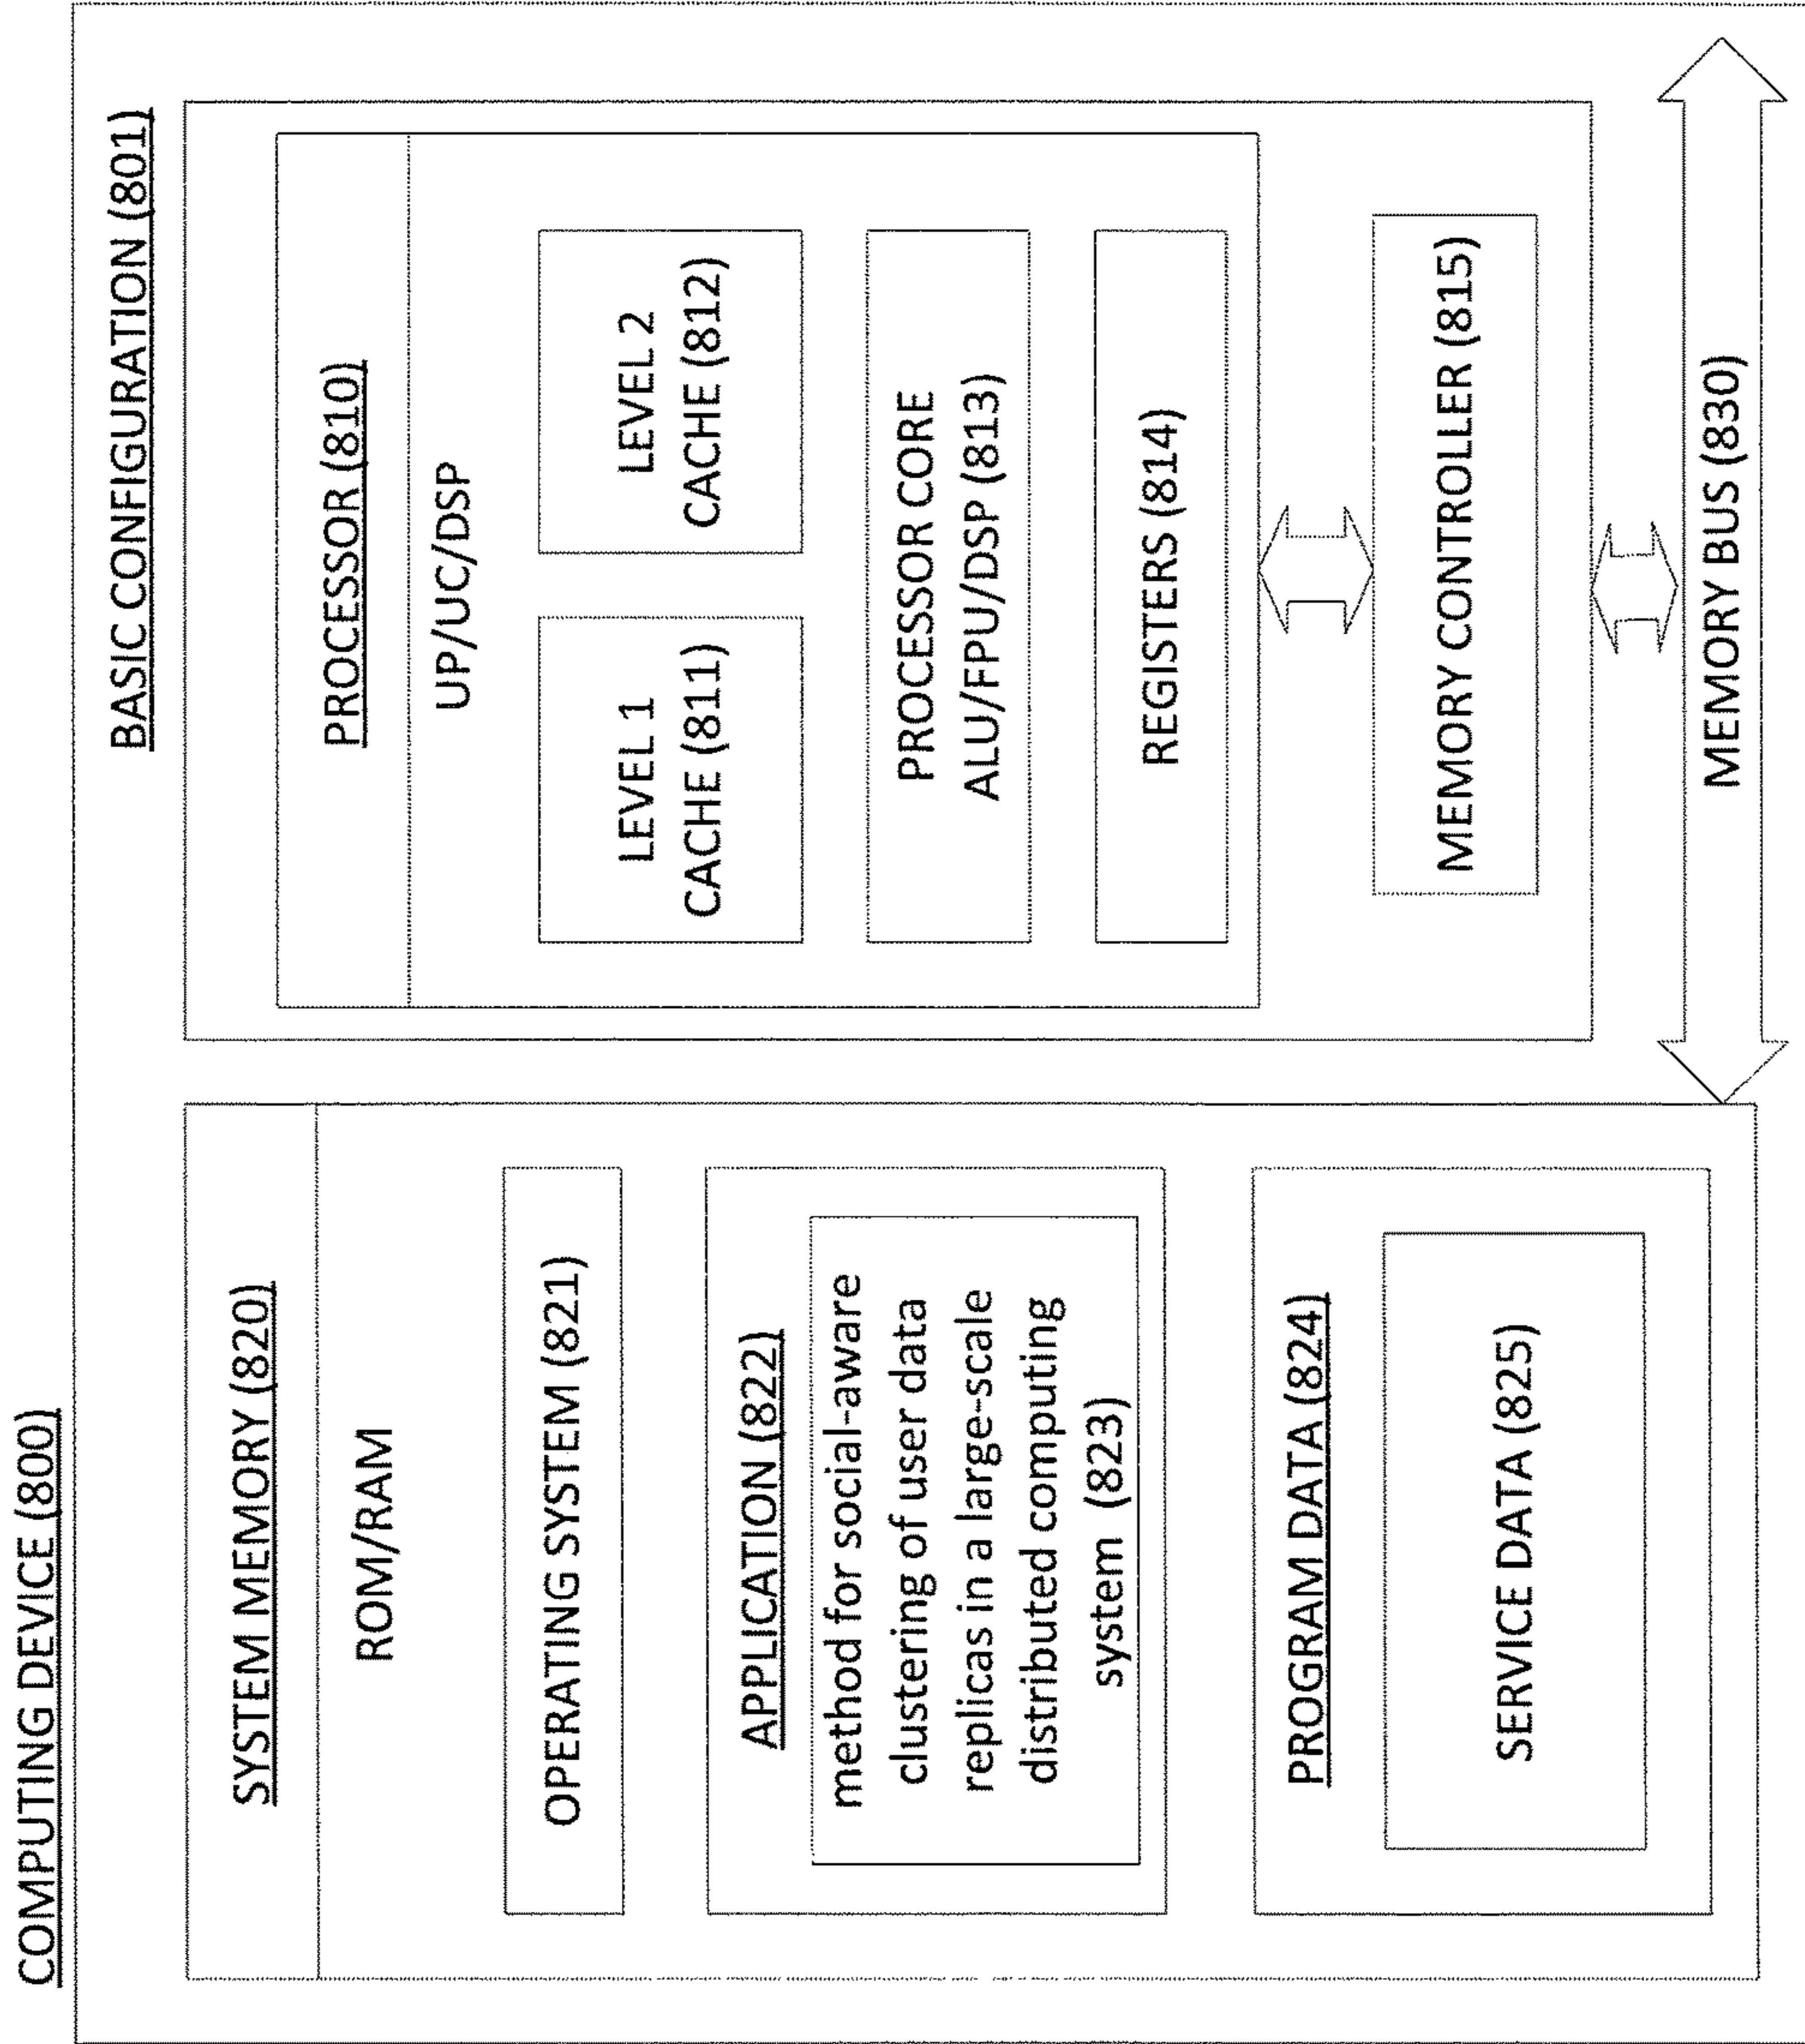 COMPUTING DEVICE (800)
SYSTEM MEMORY (820)
ROM/RAM
OPERATING SYSTEM (821)
APPLICATION (822)
method for social-aware
clustering of user data
replicas in a large-scale
distributed computing
system (823)
PROGRAM DATA (824)
SERVICE DATA (825)
BASIC CONFIGURATION (801)
PROCESSOR (810)
UP/UC/DSP
LEVEL 1
CACHE (811)
LEVEL 2
CACHE (812)
PROCESSOR CORE
ALU/FPU/DSP (813)
REGISTERS (814)
MEMORY CONTROLLER (815)
MEMORY BUS (830)